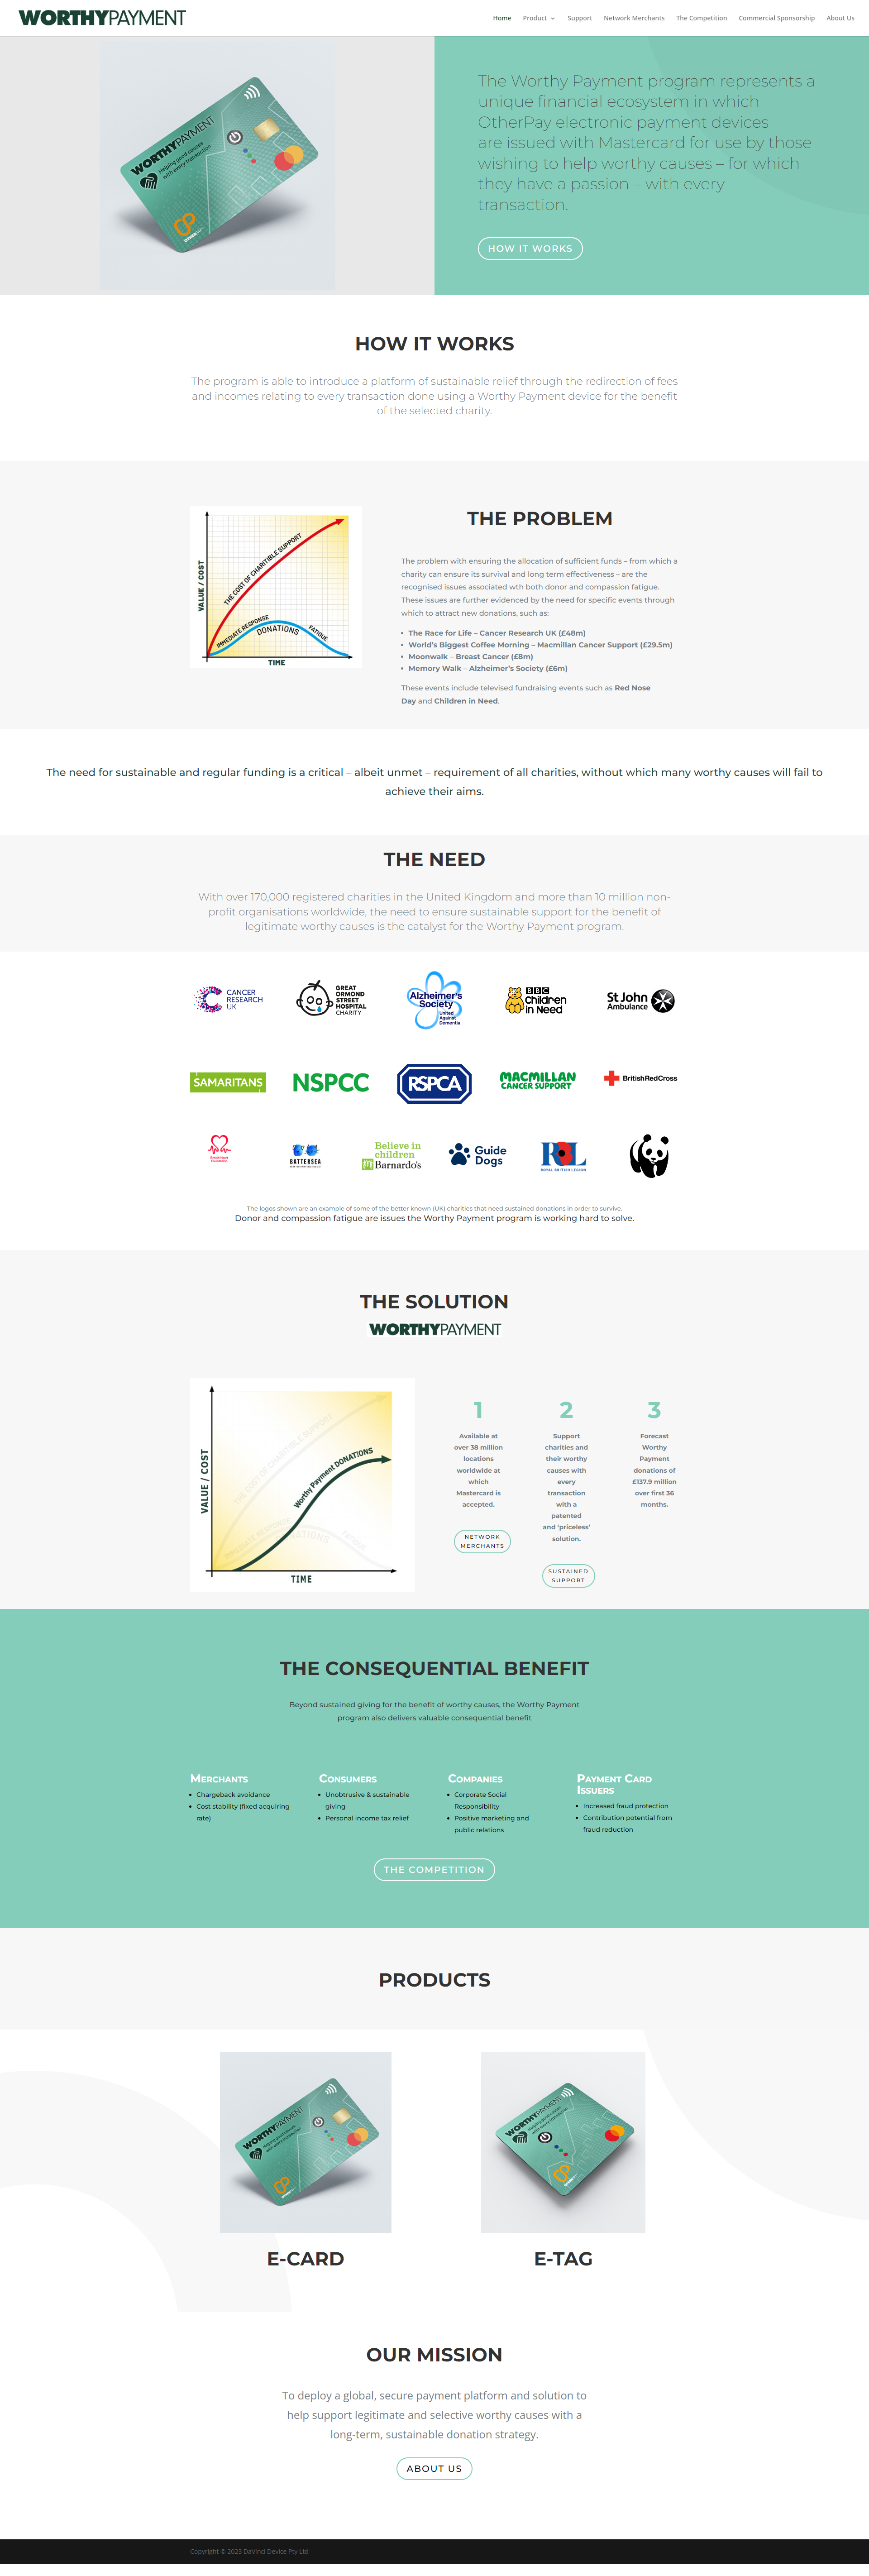 WORTHYPAYMENT
Home
Product
Support
Network Merchants
The Competition
Commercial Sponsorship
About Us
WORTHYPAYMENT
Helping good causes
with every transaction
The Worthy Payment program represents a
unique financial ecosystem in which
OtherPay electronic payment devices
are issued with Mastercard for use by those
wishing to help worthy causes – for which
they have a passion – with every
transaction.
HOW IT WORKS
HOW IT WORKS
The program is able to introduce a platform of sustainable relief through the redirection of fees
and incomes relating to every transaction done using a Worthy Payment device for the benefit
of the selected charity.
VALUE / COST
THE COST OF CHARITIBLE SUPPORT
IMMEDIATE RESPONSE
DONATIONS
FATIGUE
TIME
THE PROBLEM
The problem with ensuring the allocation of sufficient funds – from which a
charity can ensure its survival and long term effectiveness – are the
recognised issues associated wth both donor and compassion fatigue.
These issues are further evidenced by the need for specific events through
which to attract new donations, such as:
• The Race for Life – Cancer Research UK (£48m)
• World's Biggest Coffee Morning – Macmillan Cancer Support (£29.5m)
• Moonwalk – Breast Cancer (£8m)
• Memory Walk – Alzheimer's Society (£6m)
These events include televised fundraising events such as Red Nose
Day and Children in Need.
The need for sustainable and regular funding is a critical – albeit unmet – requirement of all charities, without which many worthy causes will fail to
achieve their aims.
THE NEED
With over 170,000 registered charities in the United Kingdom and more than 10 million non-
profit organisations worldwide, the need to ensure sustainable support for the benefit of
legitimate worthy causes is the catalyst for the Worthy Payment program.
CANCER
RESEARCH
UK
GREAT
ORMOND
STREET
HOSPITAL
CHARITY
Alzheimer's
Society
United
Against
Dementia
BBC
Children
in Need
St John
Ambulance
SAMARITANS
NSPCC
RSPCA
MACMILLAN
CANCER SUPPORT
BritishRedCross
British Heart
Foundation
BATTERSEA
Believe in
children
Barnardo's
Guide
Dogs
ROYAL BRITISH LEGION
The logos shown are an example of some of the better known (UK) charities that need sustained donations in order to survive.
Donor and compassion fatigue are issues the Worthy Payment program is working hard to solve.
THE SOLUTION
WORTHYPAYMENT
VALUE / COST
THE COST OF CHARITIBLE SUPPORT
Worthy Payment DONATIONS
IMMEDIATE RESPONSE
DONATIONS
FATIGUE
TIME
1
Available at
over 38 million
locations
worldwide at
which
Mastercard is
accepted.
NETWORK
MERCHANTS
2
Support
charities and
their worthy
causes with
every
transaction
with a
patented
and 'priceless'
solution.
SUSTAINED
SUPPORT
3
Forecast
Worthy
Payment
donations of
£137.9 million
over first 36
months.
THE CONSEQUENTIAL BENEFIT
Beyond sustained giving for the benefit of worthy causes, the Worthy Payment
program also delivers valuable consequential benefit
MERCHANTS
• Chargeback avoidance
• Cost stability (fixed acquiring
rate)
CONSUMERS
• Unobtrusive & sustainable
giving
• Personal income tax relief
COMPANIES
• Corporate Social
Responsibility
• Positive marketing and
public relations
PAYMENT CARD
ISSUERS
• Increased fraud protection
• Contribution potential from
fraud reduction
THE COMPETITION
PRODUCTS
WORTHYPAYMENT
Helping good causes
with every transaction
WORTHYPAYMENT
Helping good causes
with every transaction
E-CARD
E-TAG
OUR MISSION
To deploy a global, secure payment platform and solution to
help support legitimate and selective worthy causes with a
long-term, sustainable donation strategy.
ABOUT US
Copyright © 2023 DaVinci Device Pty Ltd